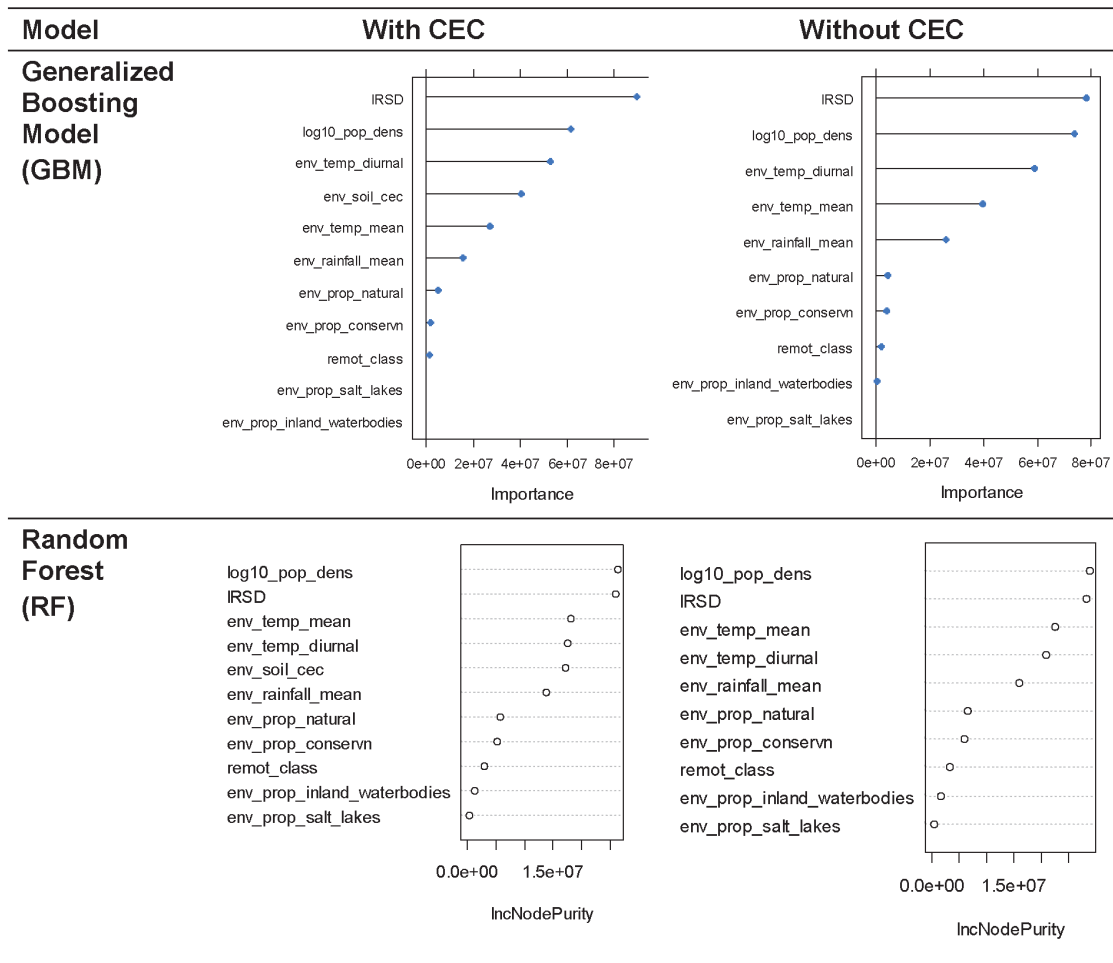 Model With CEC Without CEC
Generalized
Boosting
Model
(GBM)
IRSD
log10_pop_dens
env_temp_diurnal
env_soil_cec
env_temp_mean
env_rainfall_mean
env_prop_natural
env_prop_conservn
remot_class
env_prop_salt_lakes
env_prop_inland_waterbodies
0e+00 2e+07 4e+07 6e+07 8e+07
Importance
IRSD
log10_pop_dens
env_temp_diurnal
env_temp_mean
env_rainfall_mean
env_prop_natural
env_prop_conservn
remot_class
env_prop_inland_waterbodies
env_prop_salt_lakes
0e+00 2e+07 4e+07 6e+07 8e+07
Importance
Random
Forest
(RF)
log10_pop_dens
IRSD
env_temp_mean
env_temp_diurnal
env_soil_cec
env_rainfall_mean
env_prop_natural
env_prop_conservn
remot_class
env_prop_inland_waterbodies
env_prop_salt_lakes
0.0e+00 1.5e+07
IncNodePurity
log10_pop_dens
IRSD
env_temp_mean
env_temp_diurnal
env_rainfall_mean
env_prop_natural
env_prop_conservn
remot_class
env_prop_inland_waterbodies
env_prop_salt_lakes
0.0e+00 1.5e+07
IncNodePurity